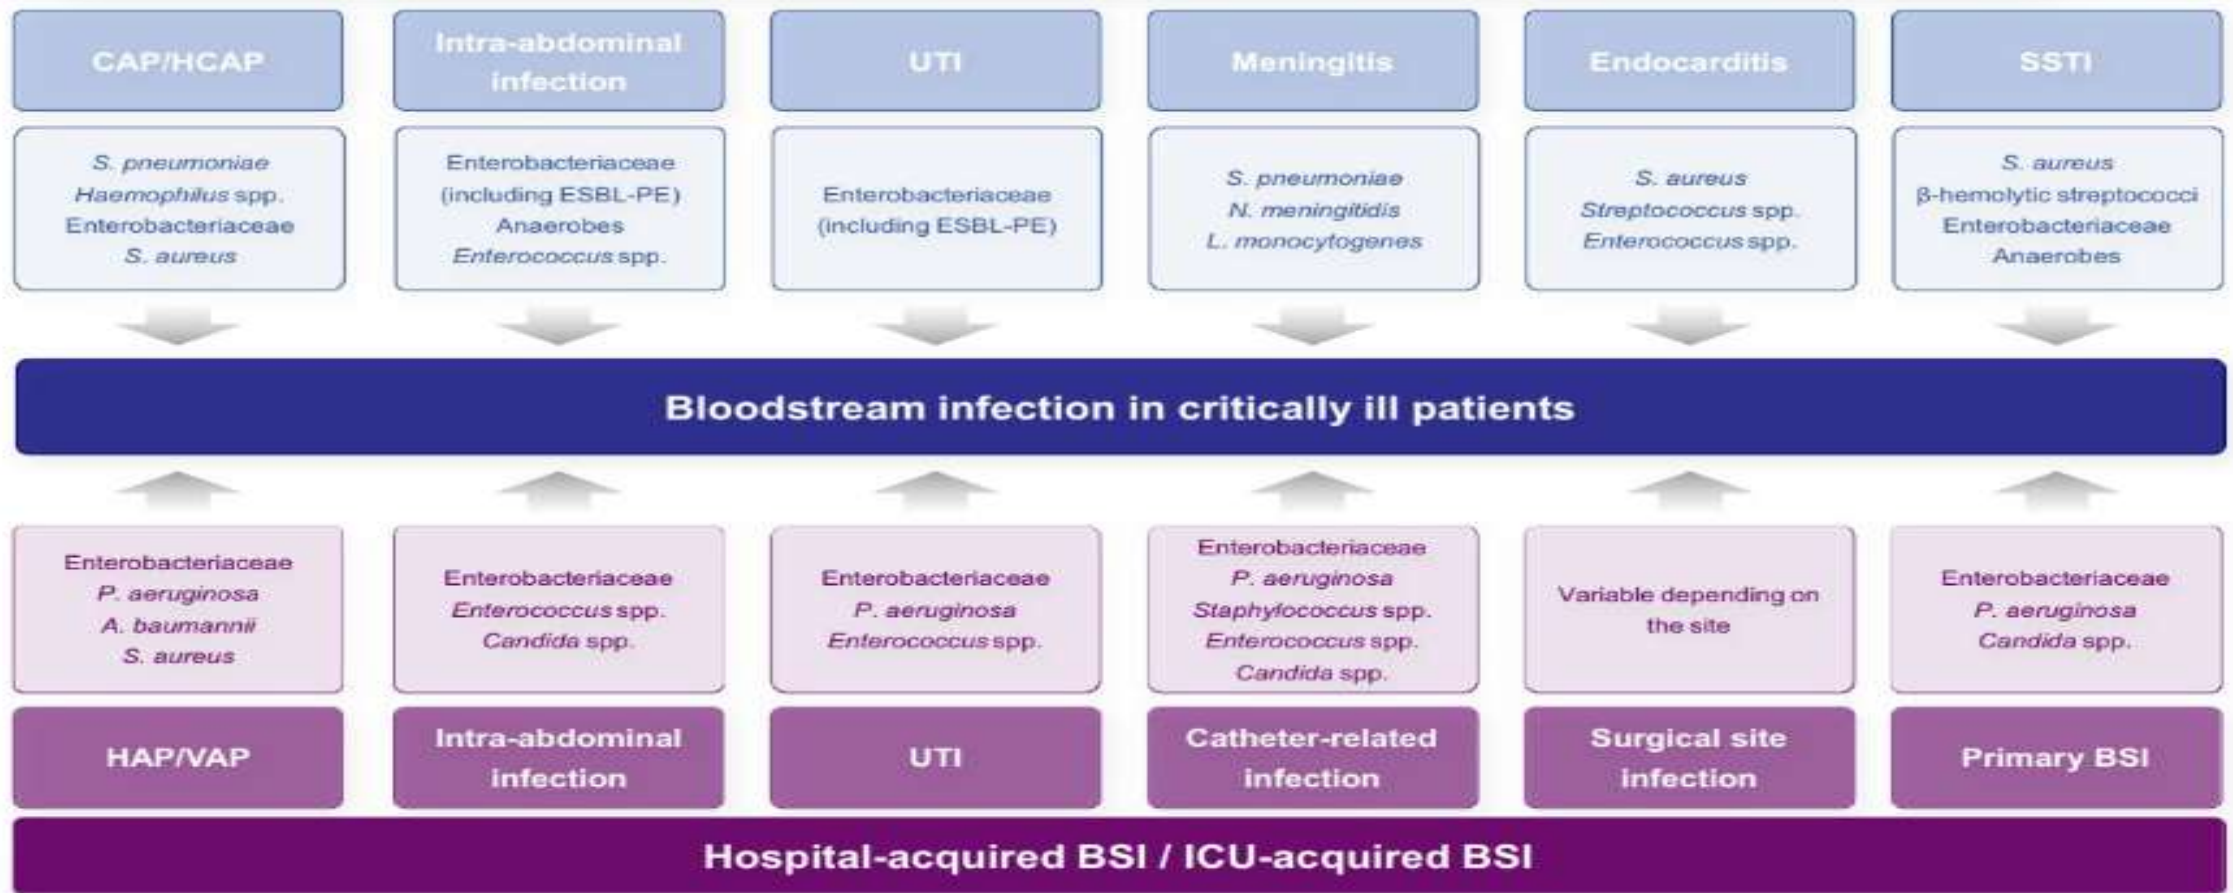 CAP/HCAP
Intra-abdominal
infection
UTI
Meningitis
Endocarditis
SSTI
S. pneumoniae
Haemophilus spp.
Enterobacteriaceae
S. aureus
Enterobacteriaceae
(including ESBL-PE)
Anaerobes
Enterococcus spp.
Enterobacteriaceae
(including ESBL-PE)
S. pneumoniae
N. meningitidis
L. monocytogenes
S. aureus
Streptococcus spp.
Enterococcus spp.
S. aureus
β-hemolytic streptococci
Enterobacteriaceae
Anaerobes
Bloodstream infection in critically ill patients
Enterobacteriaceae
P. aeruginosa
A. baumannii
S. aureus
Enterobacteriaceae
Enterococcus spp.
Candida spp.
Enterobacteriaceae
P. aeruginosa
Enterococcus spp.
Enterobacteriaceae
P. aeruginosa
Staphylococcus spp.
Enterococcus spp.
Candida spp.
Variable depending on
the site
Enterobacteriaceae
P. aeruginosa
Candida spp.
HAP/VAP
Intra-abdominal
infection
UTI
Catheter-related
infection
Surgical site
infection
Primary BSI
Hospital-acquired BSI / ICU-acquired BSI